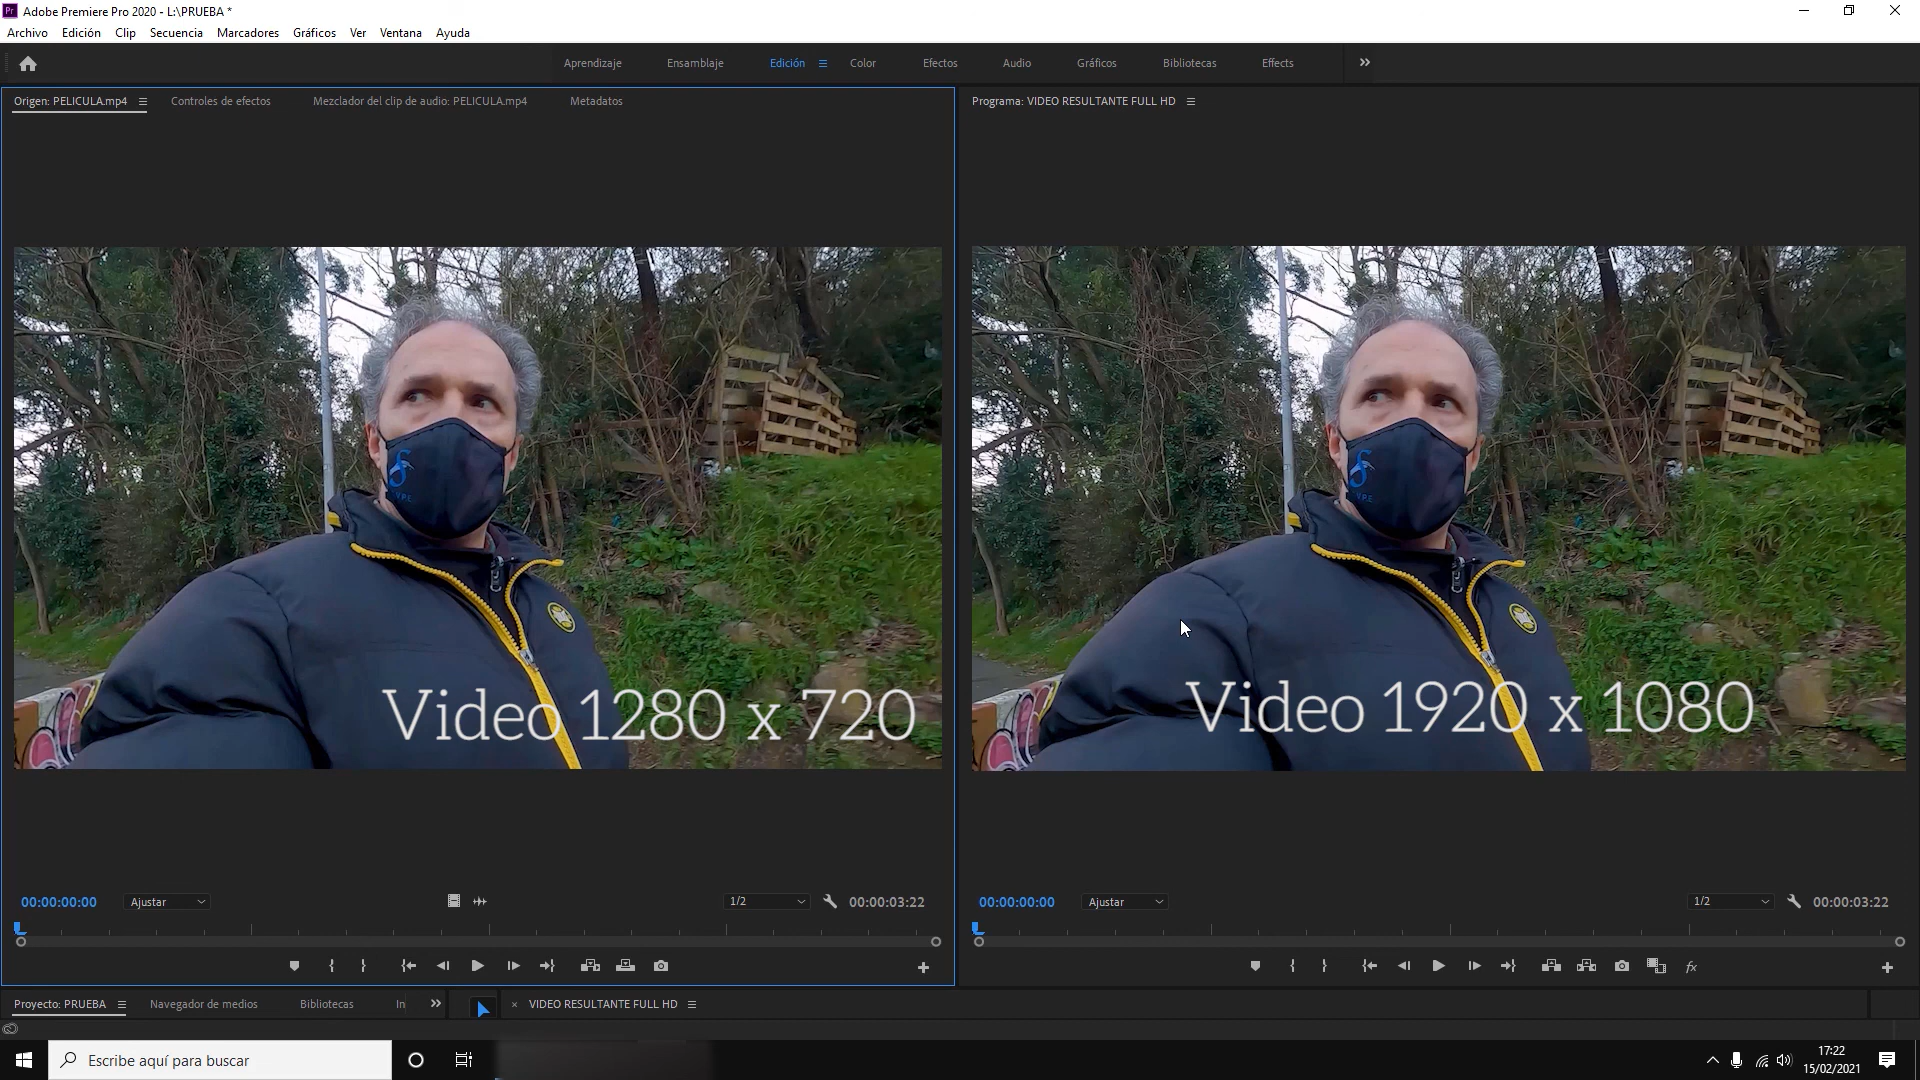 Adobe Premiere Pro 2020 - L:\PRUEBA *
Archivo Edición Clip Secuencia Marcadores Gráficos Ver Ventana Ayuda
Aprendizaje Ensamblaje Edición Color Efectos Audio Gráficos Bibliotecas Effects
Origen: PELICULA.mp4 Controles de efectos Mezclador del clip de audio: PELICULA.mp4 Metadatos
Programa: VIDEO RESULTANTE FULL HD
Video 1280 x 720
Video 1920 x 1080
00:00:00:00 Ajustar 1/2 00:00:03:22
00:00:00:00 Ajustar 1/2 00:00:03:22
fx
Proyecto: PRUEBA Navegador de medios Bibliotecas In
× VIDEO RESULTANTE FULL HD
Escribe aquí para buscar
17:22
15/02/2021